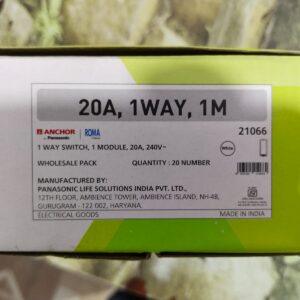 20A, 1WAY, 1M
ANCHOR
by Panasonic
ROMA
21066
1 WAY SWITCH, 1 MODULE, 20A, 240V~
White
WHOLESALE PACK QUANTITY : 20 NUMBER
MANUFACTURED BY:
PANASONIC LIFE SOLUTIONS INDIA PVT. LTD.,
12TH FLOOR, AMBIENCE TOWER, AMBIENCE ISLAND, NH-48,
GURUGRAM - 122 002, HARYANA.
ELECTRICAL GOODS MADE IN INDIA